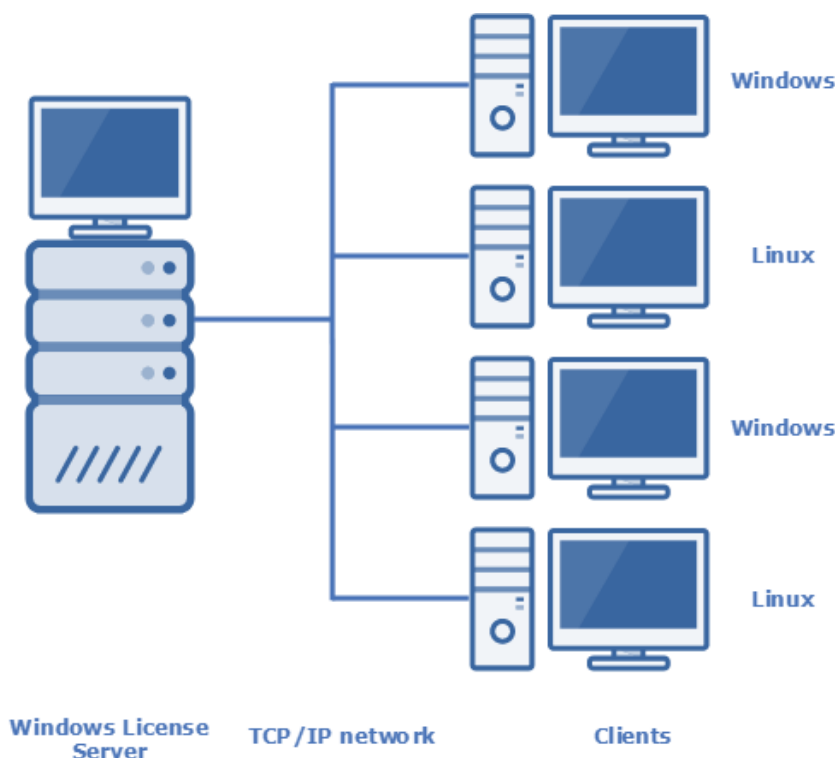 Windows
Linux
Windows
Linux
Windows License
Server
TCP/IP network
Clients